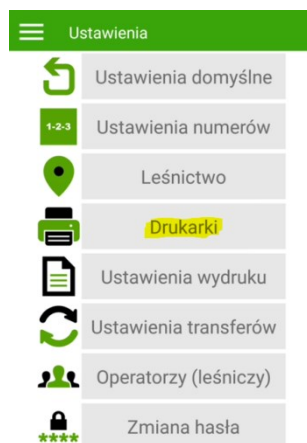 Ustawienia
Ustawienia domyślne
1-2-3
Ustawienia numerów
Leśnictwo
Drukarki
Ustawienia wydruku
Ustawienia transferów
Operatorzy (leśniczy)
****
Zmiana hasła